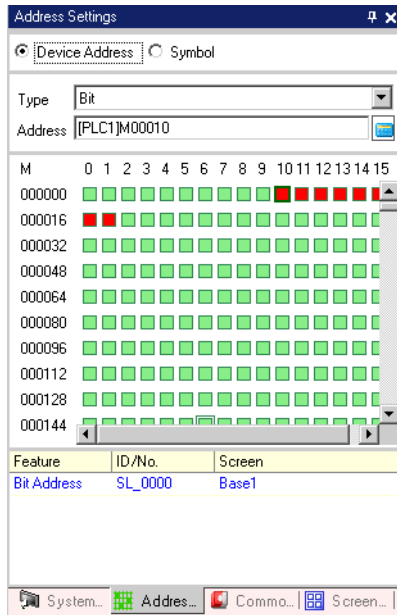 Address Settings
Device Address Symbol
Type Bit
Address [PLC1]M00010
M 0 1 2 3 4 5 6 7 8 9 10 11 12 13 14 15
000000
000016
000032
000048
000064
000080
000096
000112
000128
000144
Feature ID/No. Screen
Bit Address SL_0000 Base1
System... Addres... Commo... Screen...